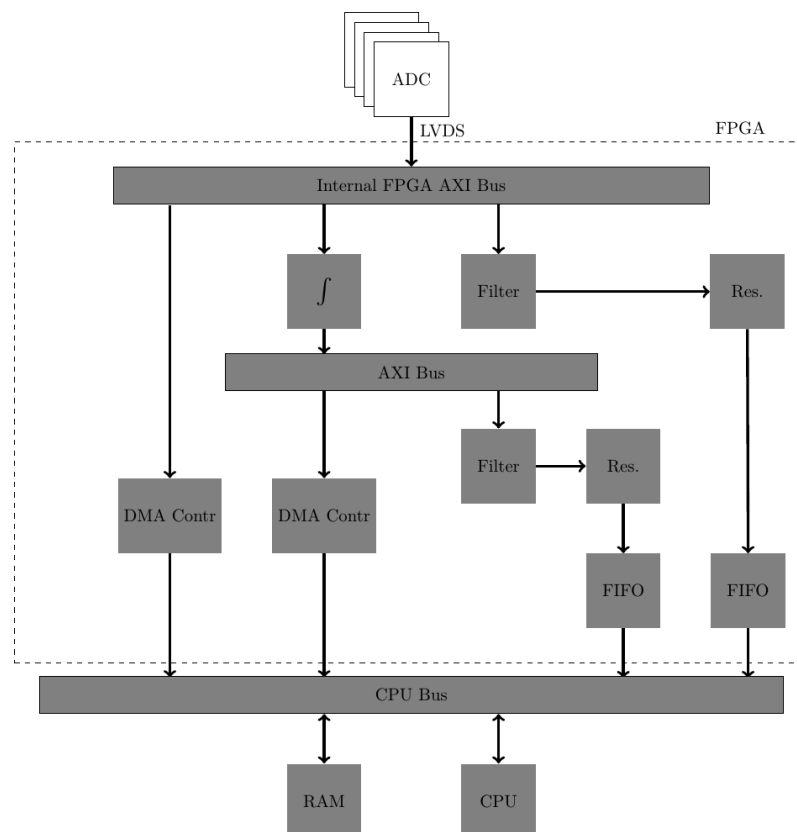 ADC
LVDS
FPGA
Internal FPGA AXI Bus
∫
Filter
Res.
AXI Bus
Filter
Res.
DMA Contr
DMA Contr
FIFO
FIFO
CPU Bus
RAM
CPU